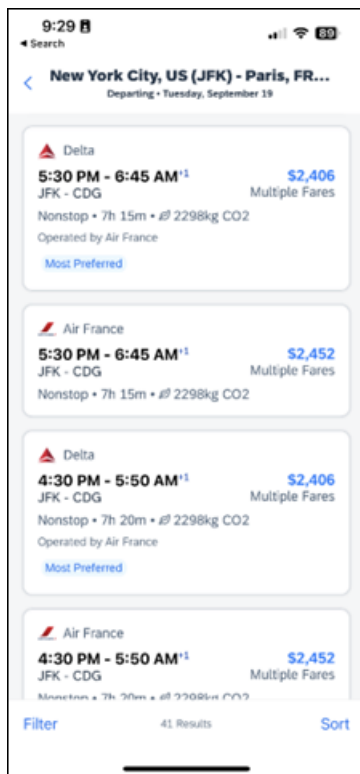 9:29
89
◀ Search
New York City, US (JFK) - Paris, FR...
Departing • Tuesday, September 19
Delta
5:30 PM - 6:45 AM+1 $2,406
JFK - CDG Multiple Fares
Nonstop • 7h 15m • 2298kg CO2
Operated by Air France
Most Preferred
Air France
5:30 PM - 6:45 AM+1 $2,452
JFK - CDG Multiple Fares
Nonstop • 7h 15m • 2298kg CO2
Delta
4:30 PM - 5:50 AM+1 $2,406
JFK - CDG Multiple Fares
Nonstop • 7h 20m • 2298kg CO2
Operated by Air France
Most Preferred
Air France
4:30 PM - 5:50 AM+1 $2,452
JFK - CDG Multiple Fares
Nonstop • 7h 20m • 2298kg CO2
Filter 41 Results Sort